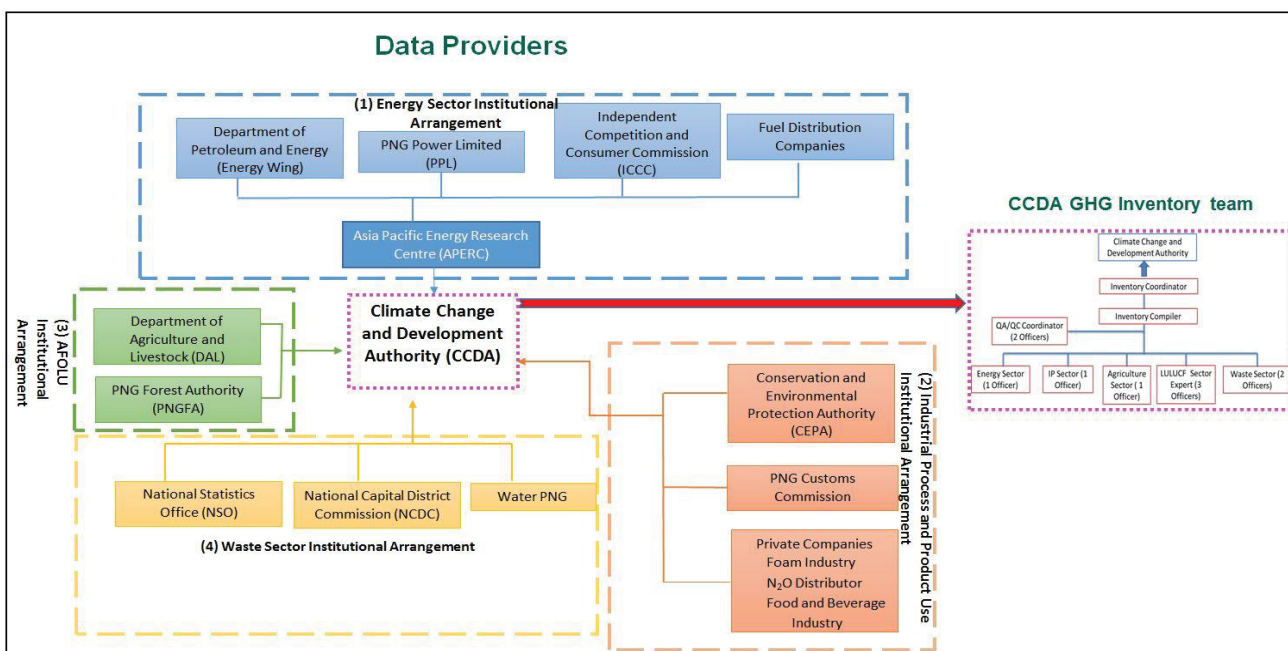 Data Providers
(1) Energy Sector Institutional
Arrangement
Department of
Petroleum and Energy
(Energy Wing)
PNG Power Limited
(PPL)
Independent
Competition and
Consumer Commission
(ICCC)
Fuel Distribution
Companies
Asia Pacific Energy Research
Centre (APERC)
(3) AFOLU
Institutional
Arrangement
Department of
Agriculture and
Livestock (DAL)
PNG Forest Authority
(PNGFA)
Climate Change
and Development
Authority (CCDA)
National Statistics
Office (NSO)
National Capital District
Commission (NCDC)
Water PNG
(4) Waste Sector Institutional Arrangement
(2) Industrial Process and Product Use
Institutional Arrangement
Conservation and
Environmental
Protection Authority
(CEPA)
PNG Customs
Commission
Private Companies
Foam Industry
N₂O Distributor
Food and Beverage
Industry
CCDA GHG Inventory team
Climate Change and
Development Authority
Inventory Coordinator
Inventory Compiler
QA/QC Coordinator
(2 Officers)
Energy Sector
(1 Officer)
IP Sector (1
Officer)
Agriculture
Sector ( 1
Officer)
LULUCF Sector
Expert (3
Officers)
Waste Sector (2
Officers)